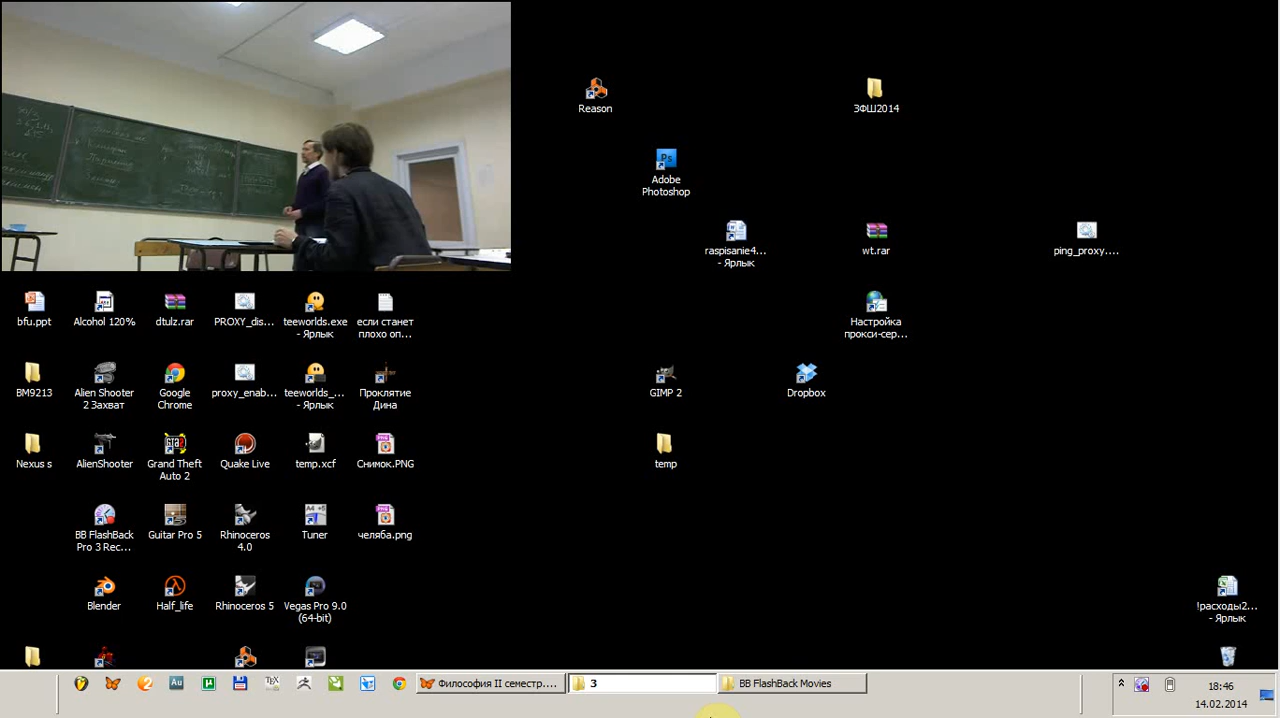 Reason
ЗФШ2014
Adobe
Photoshop
raspisanie4...
- Ярлык
wt.rar
ping_proxy....
bfu.ppt
Alcohol 120%
dtulz.rar
PROXY_dis...
teeworlds.exe
- Ярлык
если станет
плохо оп...
Настройка
прокси-сер...
BM9213
Alien Shooter
2 Захват
Google
Chrome
proxy_enab...
teeworlds_...
- Ярлык
Проклятие
Дина
GIMP 2
Dropbox
Nexus s
AlienShooter
Grand Theft
Auto 2
Quake Live
temp.xcf
Снимок.PNG
temp
BB FlashBack
Pro 3 Rec...
Guitar Pro 5
Rhinoceros
4.0
Tuner
челяба.png
Blender
Half_life
Rhinoceros 5
Vegas Pro 9.0
(64-bit)
!расходы2...
- Ярлык
Философия II семестр....
3
BB FlashBack Movies
18:46
14.02.2014